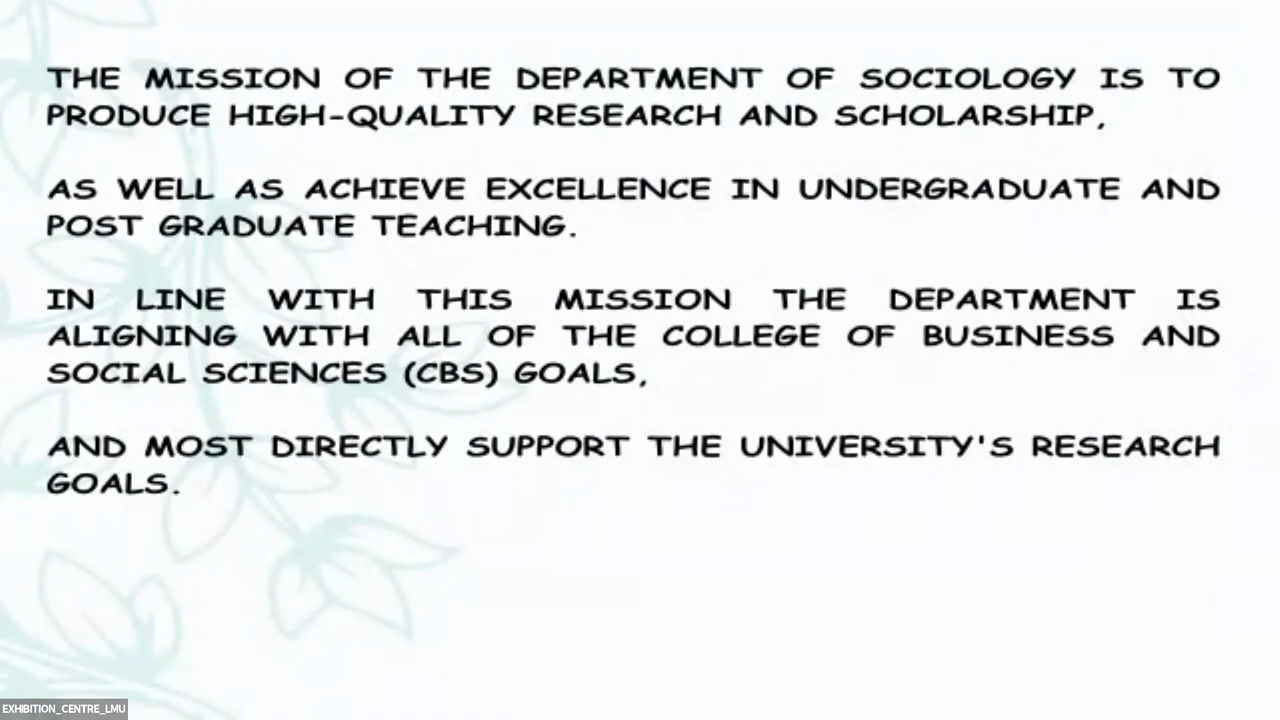 THE MISSION OF THE DEPARTMENT OF SOCIOLOGY IS TO
PRODUCE HIGH-QUALITY RESEARCH AND SCHOLARSHIP,
AS WELL AS ACHIEVE EXCELLENCE IN UNDERGRADUATE AND
POST GRADUATE TEACHING.
IN LINE WITH THIS MISSION THE DEPARTMENT IS
ALIGNING WITH ALL OF THE COLLEGE OF BUSINESS AND
SOCIAL SCIENCES (CBS) GOALS,
AND MOST DIRECTLY SUPPORT THE UNIVERSITY'S RESEARCH
GOALS.
EXHIBITION_CENTRE_LMU